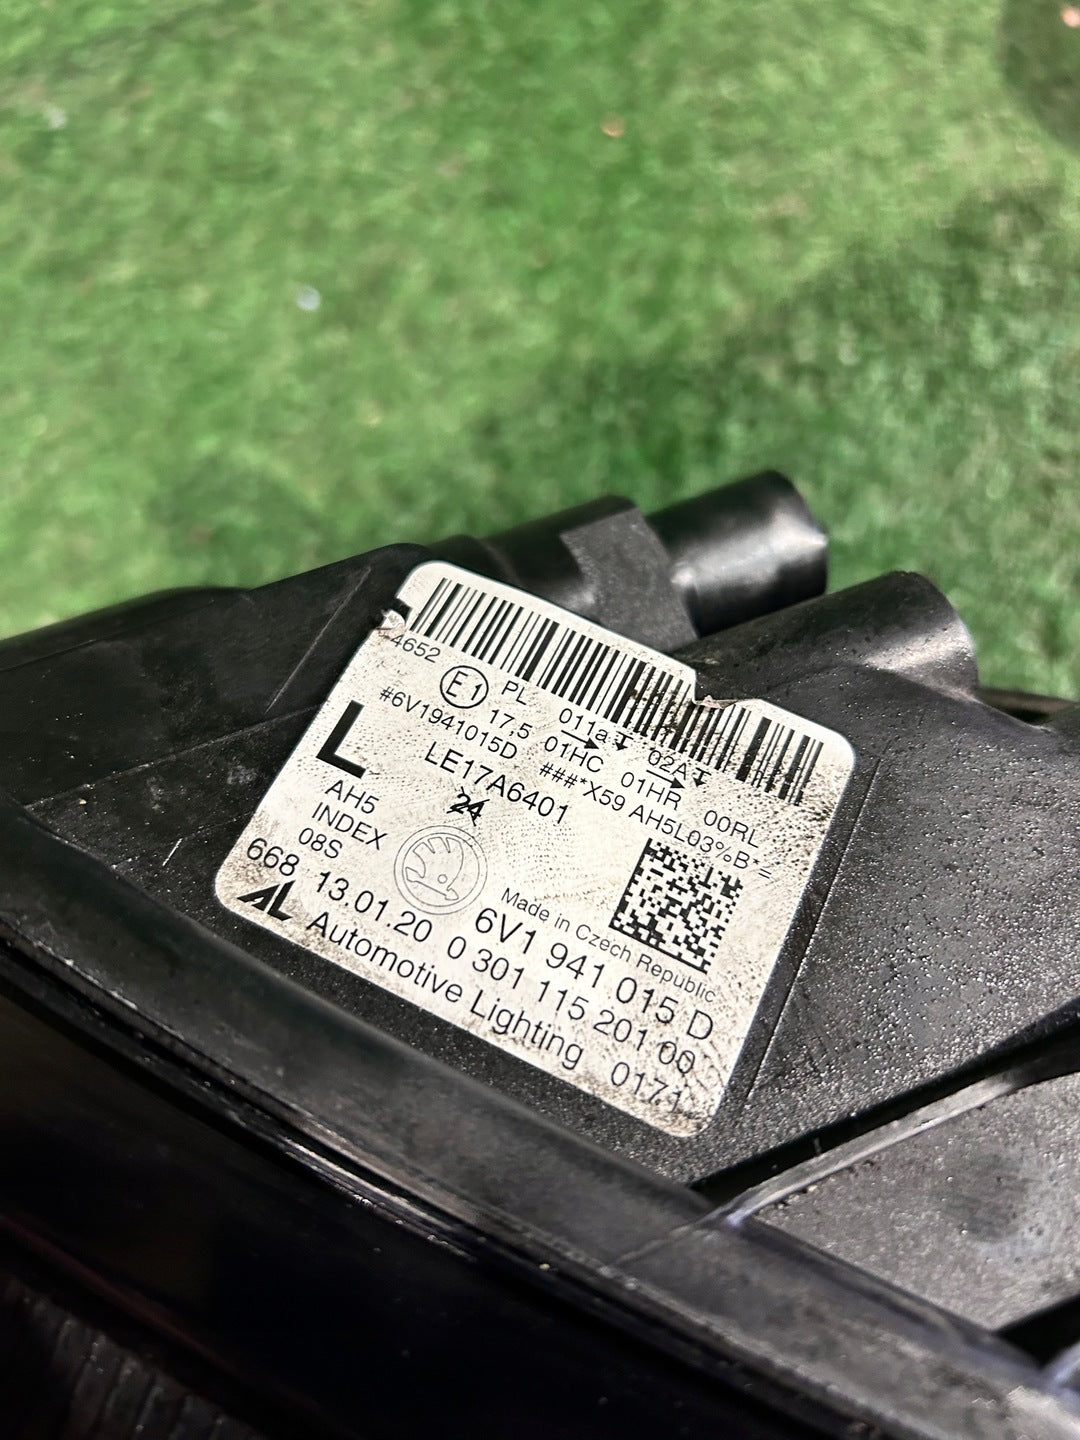 4652
E1 PL 011a 02A 00RL
17,5 01HC 01HR
#6V1941015D ###*X59 AH5L03%B*=
L LE17A6401
24
AH5
INDEX
08S
Made in Czech Republic
668 13.01.20 6V1 941 015 D
0 301 115 201 00
AL Automotive Lighting 0171